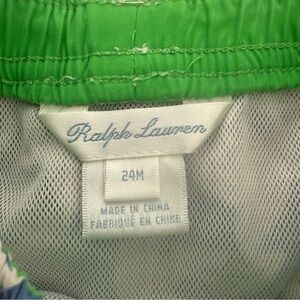 Ralph Lauren
24M
MADE IN CHINA
FABRIQUÉ EN CHINE